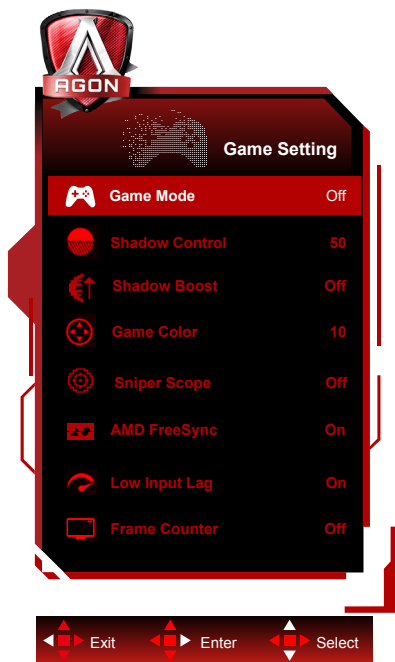 AGON
Game Setting
Game Mode Off
Shadow Control 50
Shadow Boost Off
Game Color 10
Sniper Scope Off
AMD FreeSync On
Low Input Lag On
Frame Counter Off
Exit Enter Select